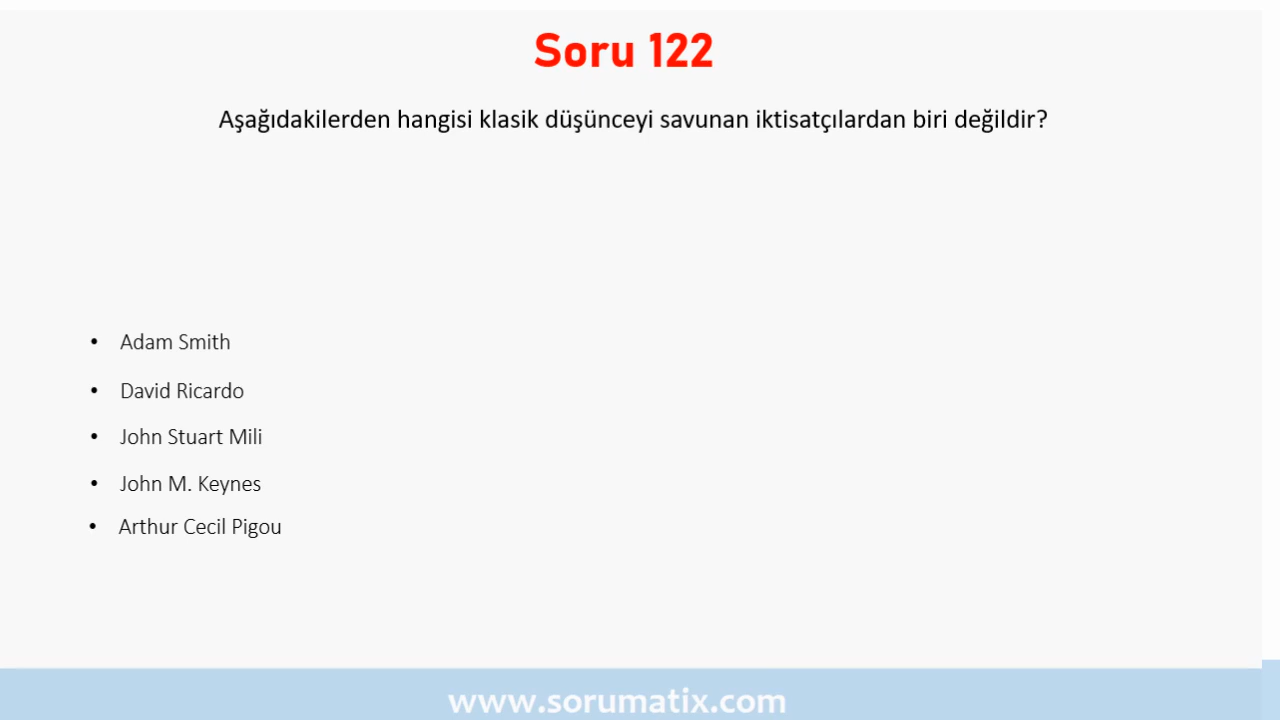 Soru 122
Aşağıdakilerden hangisi klasik düşünceyi savunan iktisatçılardan biri değildir?
• Adam Smith
• David Ricardo
• John Stuart Mili
• John M. Keynes
• Arthur Cecil Pigou
www.sorumatix.com